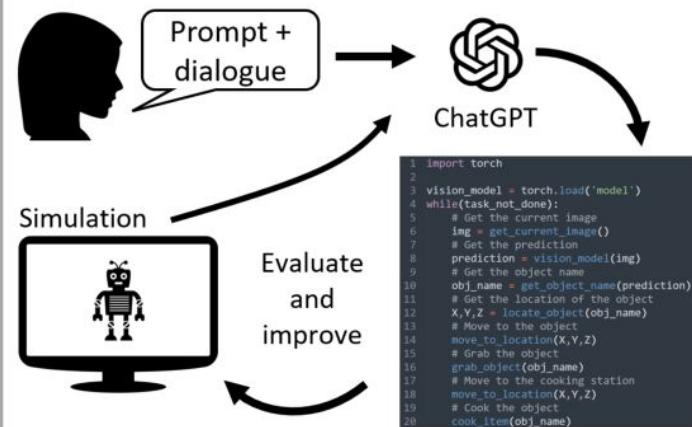 Prompt +
dialogue
ChatGPT
Simulation
Evaluate
and
improve
1 import torch
2
3 vision_model = torch.load('model')
4 while(task_not_done):
5     # Get the current image
6     img = get_current_image()
7     # Get the prediction
8     prediction = vision_model(img)
9     # Get the object name
10     obj_name = get_object_name(prediction)
11     # Get the location of the object
12     X,Y,Z = locate_object(obj_name)
13     # Move to the object
14     move_to_location(X,Y,Z)
15     # Grab the object
16     grab_object(obj_name)
17     # Move to the cooking station
18     move_to_location(X,Y,Z)
19     # Cook the object
20     cook_item(obj_name)